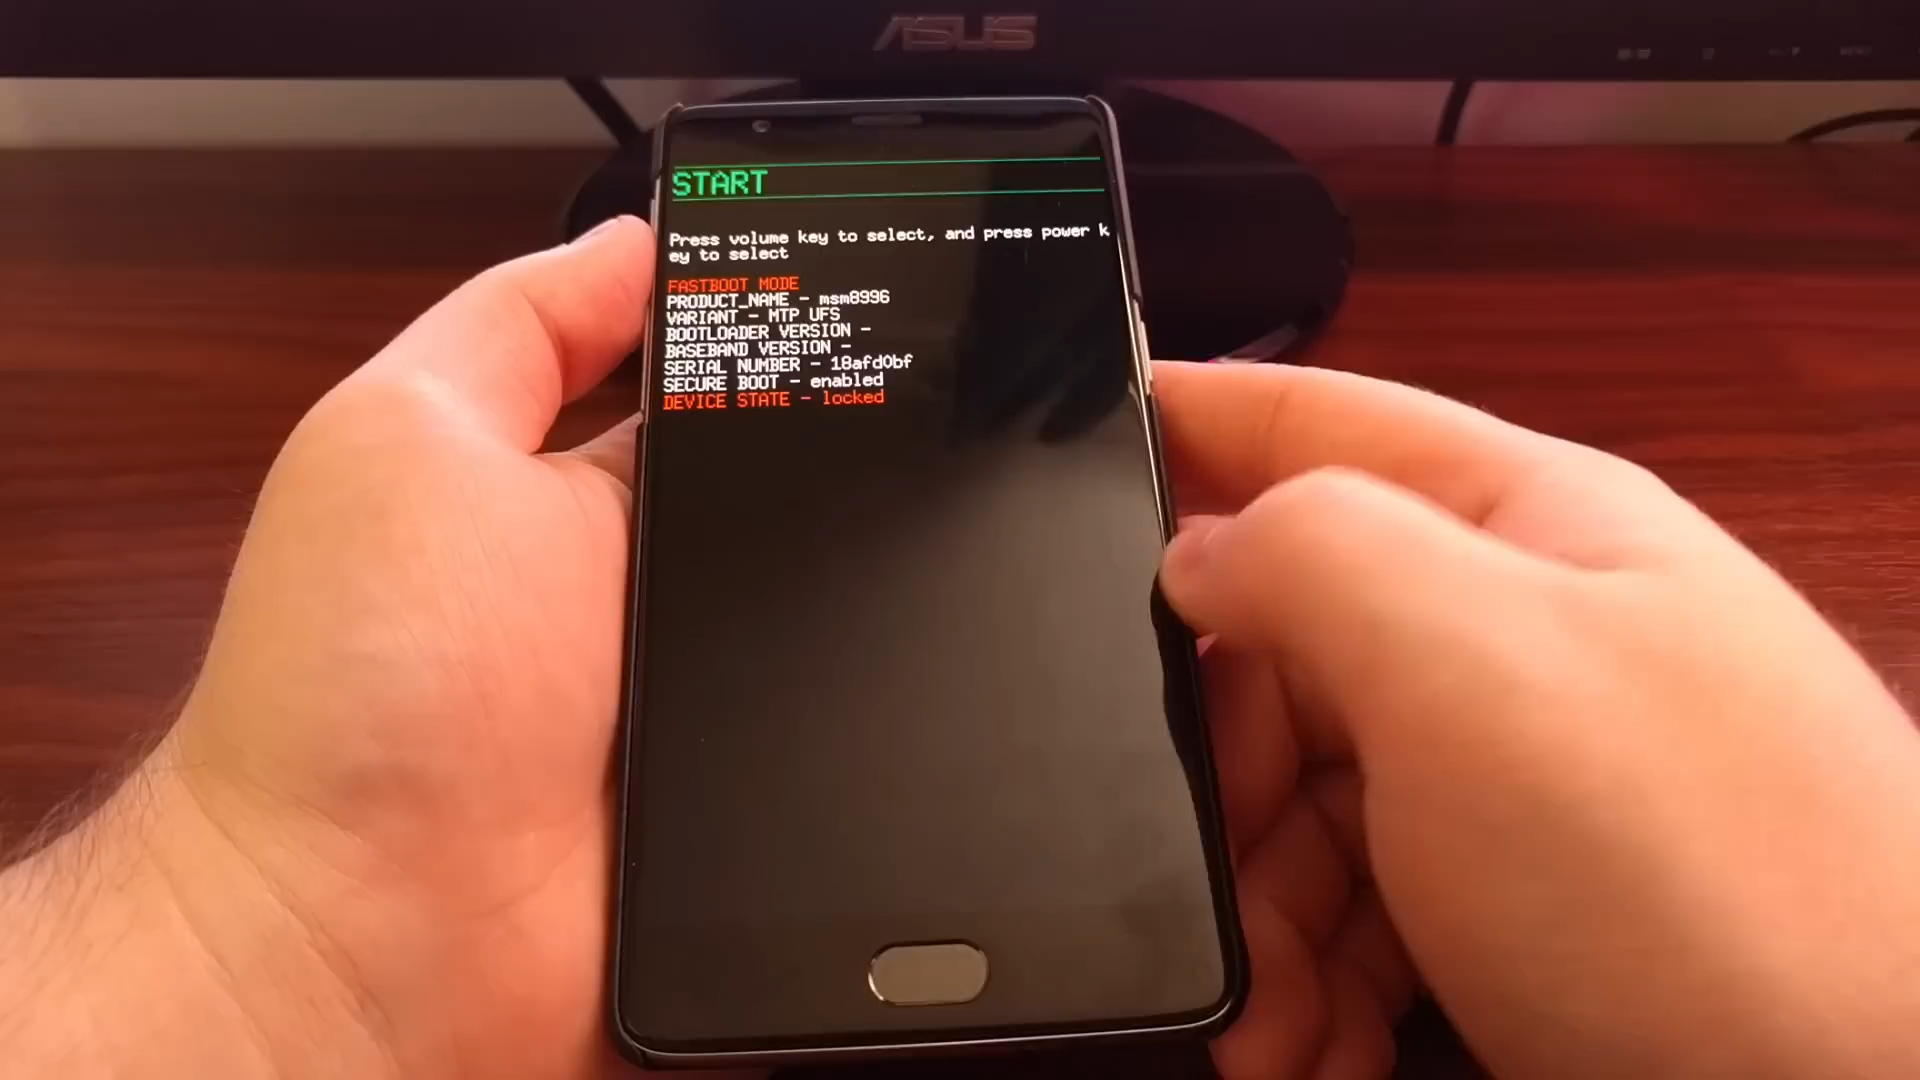 ASUS
START
Press volume key to select, and press power k
ey to select
FASTBOOT MODE
PRODUCT_NAME - msm8996
VARIANT - MTP UFS
BOOTLOADER VERSION -
BASEBAND VERSION -
SERIAL NUMBER - 18afd0bf
SECURE BOOT - enabled
DEVICE STATE - locked